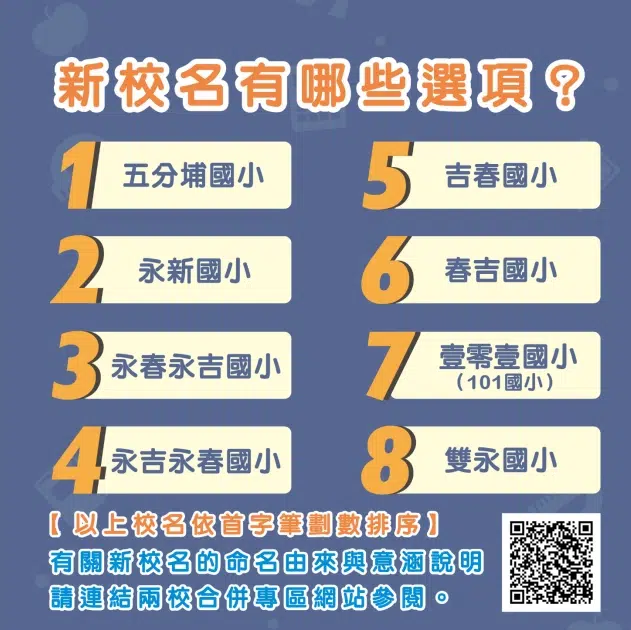 新校名有哪些選項？
1 五分埔國小
2 永新國小
3 永春永吉國小
4 永吉永春國小
5 吉春國小
6 春吉國小
7 壹零壹國小
（101國小）
8 雙永國小
【以上校名依首字筆劃數排序】
有關新校名的命名由來與意涵說明
請連結兩校合併專區網站參閱。